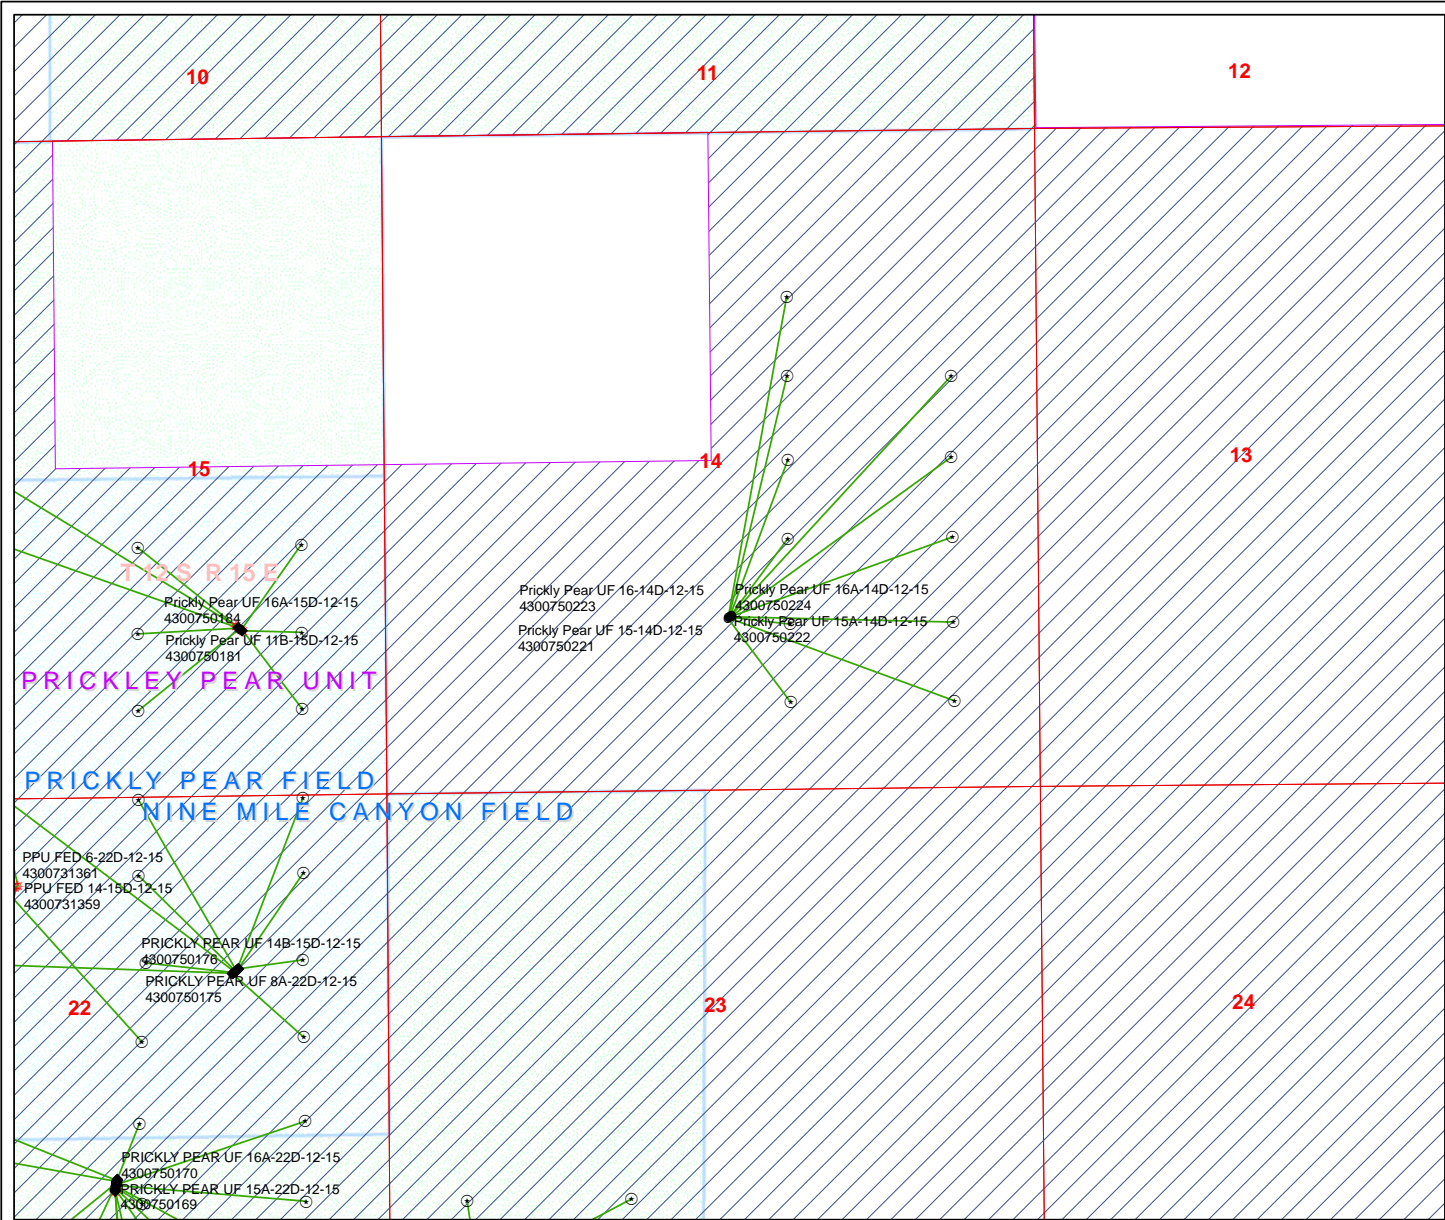 10
11
12
15
14
13
T 12 S R 15 E
Prickly Pear UF 16A-15D-12-15
4300750184
Prickly Pear UF 11B-15D-12-15
4300750181
Prickly Pear UF 16-14D-12-15
4300750223
Prickly Pear UF 15-14D-12-15
4300750221
Prickly Pear UF 16A-14D-12-15
4300750224
Prickly Pear UF 15A-14D-12-15
4300750222
PRICKLEY PEAR UNIT
PRICKLY PEAR FIELD
NINE MILE CANYON FIELD
PPU FED 6-22D-12-15
4300731361
PPU FED 14-15D-12-15
4300731359
PRICKLY PEAR UF 14B-15D-12-15
4300750176
PRICKLY PEAR UF 8A-22D-12-15
4300750175
22
23
24
PRICKLY PEAR UF 16A-22D-12-15
4300750170
PRICKLY PEAR UF 15A-22D-12-15
4300750169